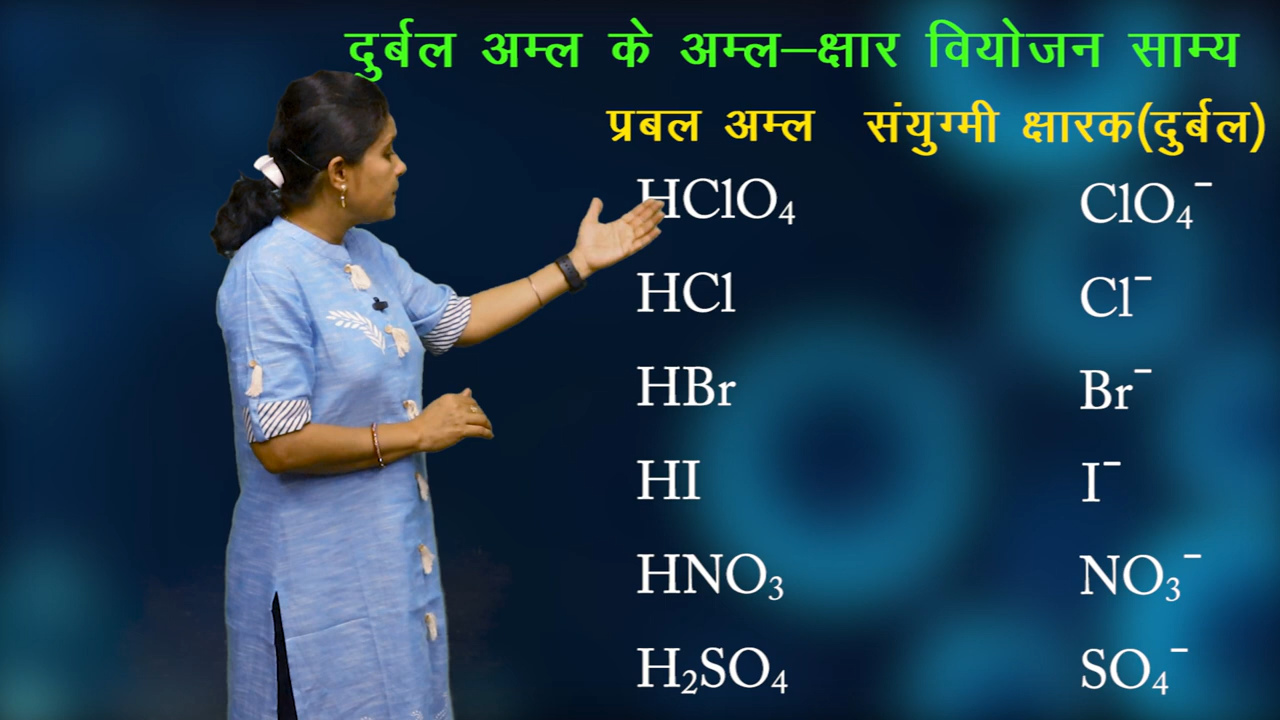 दुर्बल अम्ल के अम्ल–क्षार वियोजन साम्य
प्रबल अम्ल संयुग्मी क्षारक(दुर्बल)
HClO₄ ClO₄⁻
HCl Cl⁻
HBr Br⁻
HI I⁻
HNO₃ NO₃⁻
H₂SO₄ SO₄⁻